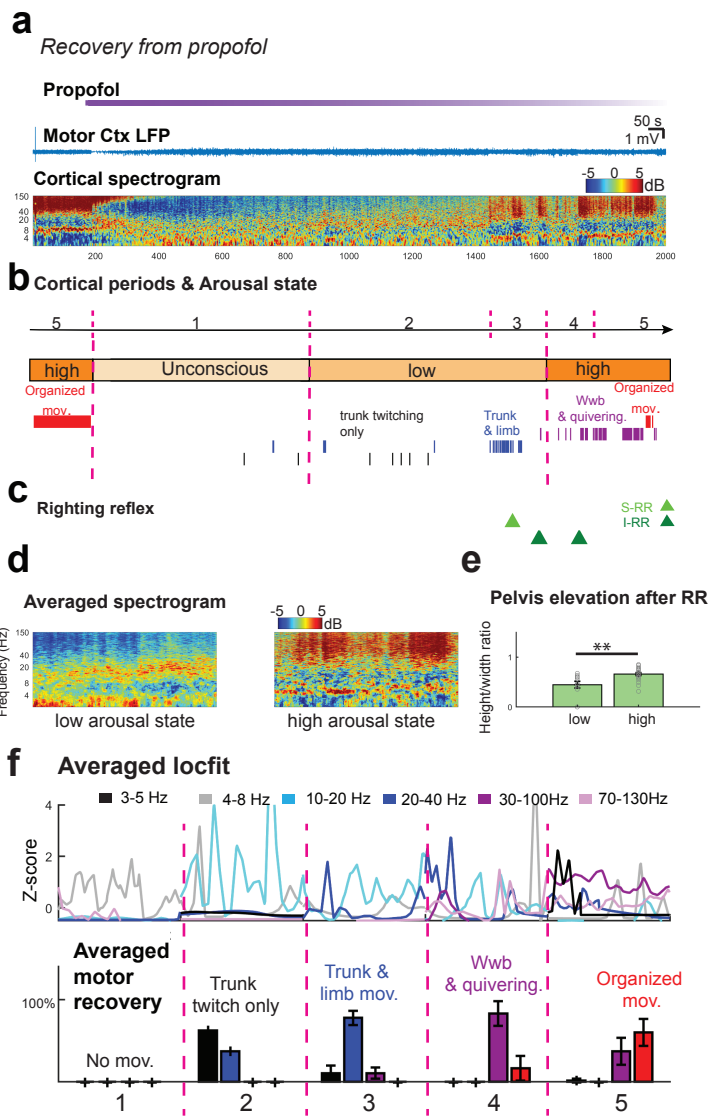 a
Recovery from propofol
Propofol
50 s
1 mV
Motor Ctx LFP
Cortical spectrogram
-5 0 5
dB
150
40
20
8
4
200 400 600 800 1000 1200 1400 1600 1800 2000
b Cortical periods & Arousal state
5 1 2 3 4 5
high Unconscious low high
Organized mov.
trunk twitching only
Trunk & limb
Wwb & quivering.
Organized mov.
c
Righting reflex
S-RR
I-RR
d
e
Averaged spectrogram
-5 0 5
dB
Pelvis elevation after RR
Frequency (Hz)
150
40
20
8
4
low arousal state
high arousal state
Height/width ratio
1
0
**
low high
f Averaged locfit
3-5 Hz 4-8 Hz 10-20 Hz 20-40 Hz 30-100Hz 70-130Hz
Z-score
4
2
0
Averaged motor recovery
100%
No mov.
Trunk twitch only
Trunk & limb mov.
Wwb & quivering.
Organized mov.
1 2 3 4 5